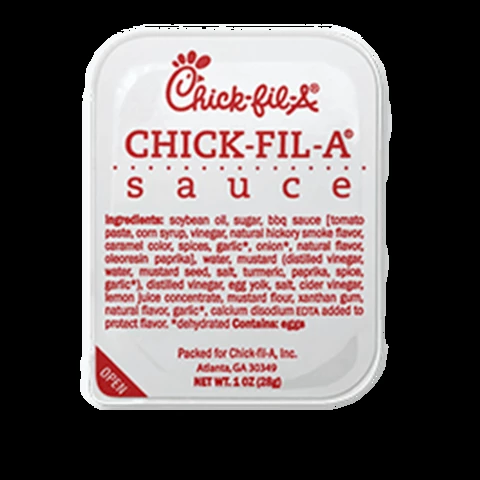 Chick-fil-A®
CHICK-FIL-A®
sauce
Ingredients: soybean oil, sugar, bbq sauce [tomato
paste, corn syrup, vinegar, natural hickory smoke flavor,
caramel color, spices, garlic*, onion*, natural flavor,
oleoresin paprika], water, mustard (distilled vinegar,
water, mustard seed, salt, turmeric, paprika, spice,
garlic*), distilled vinegar, egg yolk, salt, cider vinegar,
lemon juice concentrate, mustard flour, xanthan gum,
natural flavor, garlic*, calcium disodium EDTA added to
protect flavor. *dehydrated Contains: eggs
Packed for Chick-fil-A, Inc.
Atlanta, GA 30349
NET WT. 1 OZ (28g)
OPEN